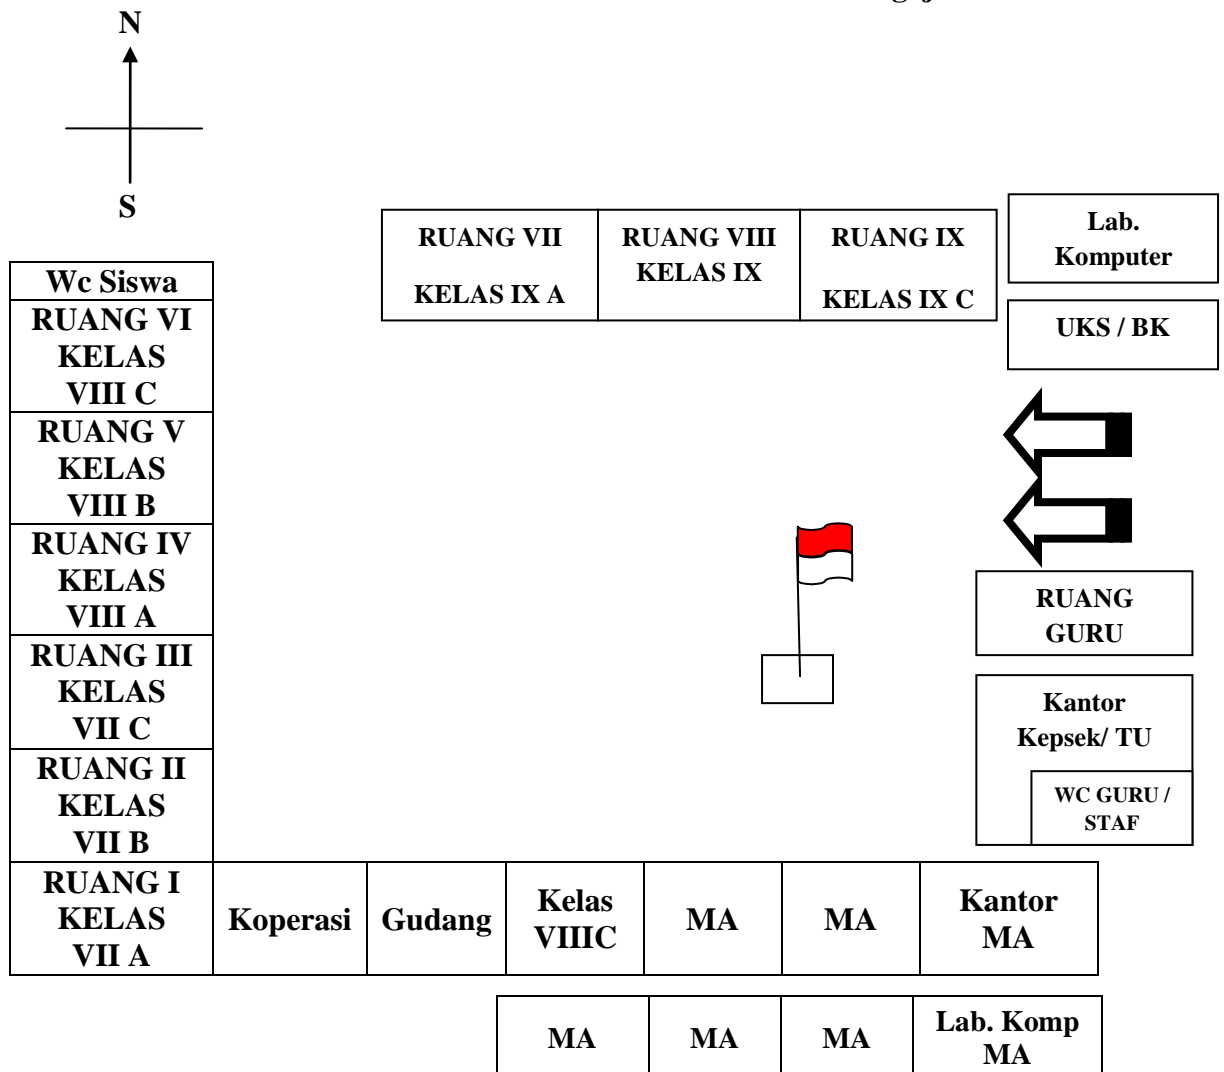 N
S
RUANG VII
KELAS IX A
RUANG VIII
KELAS IX
RUANG IX
KELAS IX C
Lab.
Komputer
UKS / BK
Wc Siswa
RUANG VI
KELAS
VIII C
RUANG V
KELAS
VIII B
RUANG IV
KELAS
VIII A
RUANG III
KELAS
VII C
RUANG II
KELAS
VII B
RUANG I
KELAS
VII A
RUANG
GURU
Kantor
Kepsek/ TU
WC GURU /
STAF
Koperasi
Gudang
Kelas
VIIIC
MA
MA
Kantor
MA
MA
MA
MA
Lab. Komp
MA